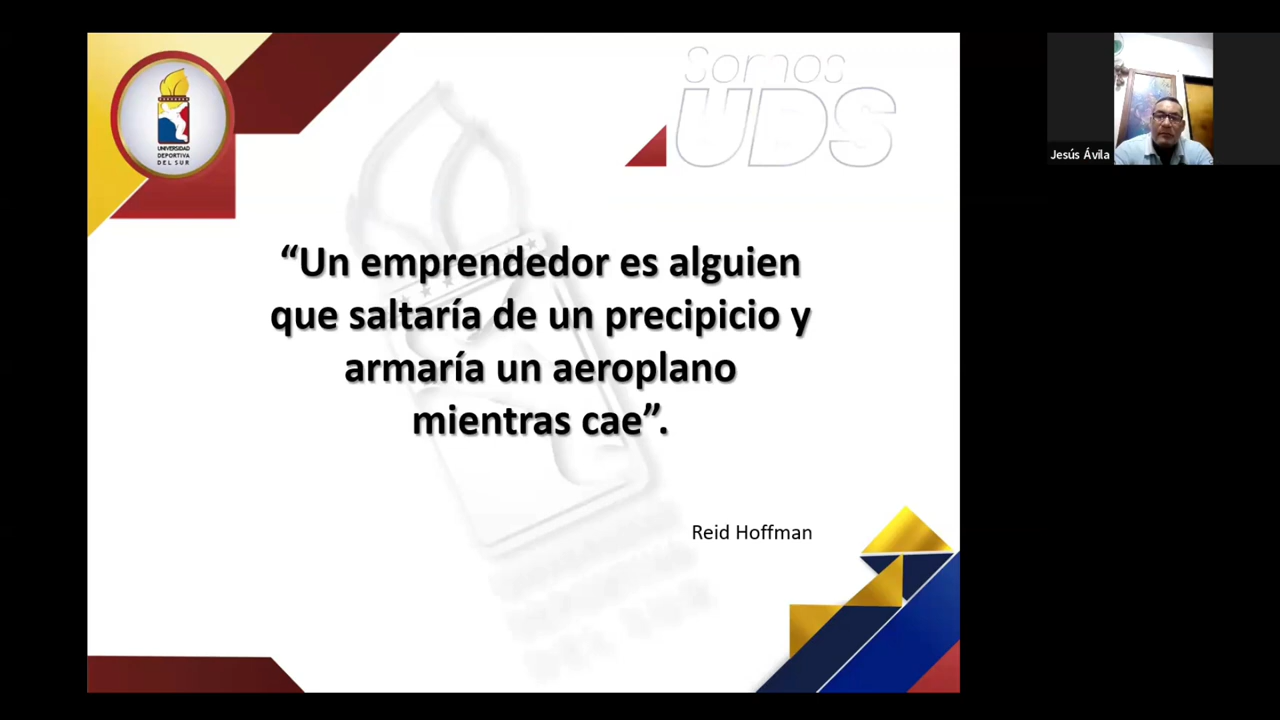 UNIVERSIDAD
DEPORTIVA
DEL SUR
Somos
UDS
“Un emprendedor es alguien
que saltaría de un precipicio y
armaría un aeroplano
mientras cae”.
Reid Hoffman
Jesús Ávila